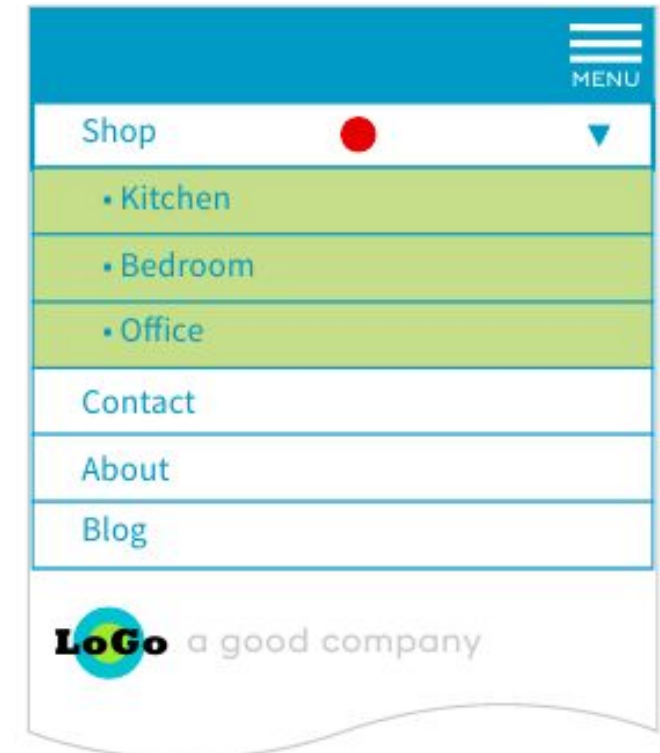 MENU
Shop ▼
• Kitchen
• Bedroom
• Office
Contact
About
Blog
LoGo a good company